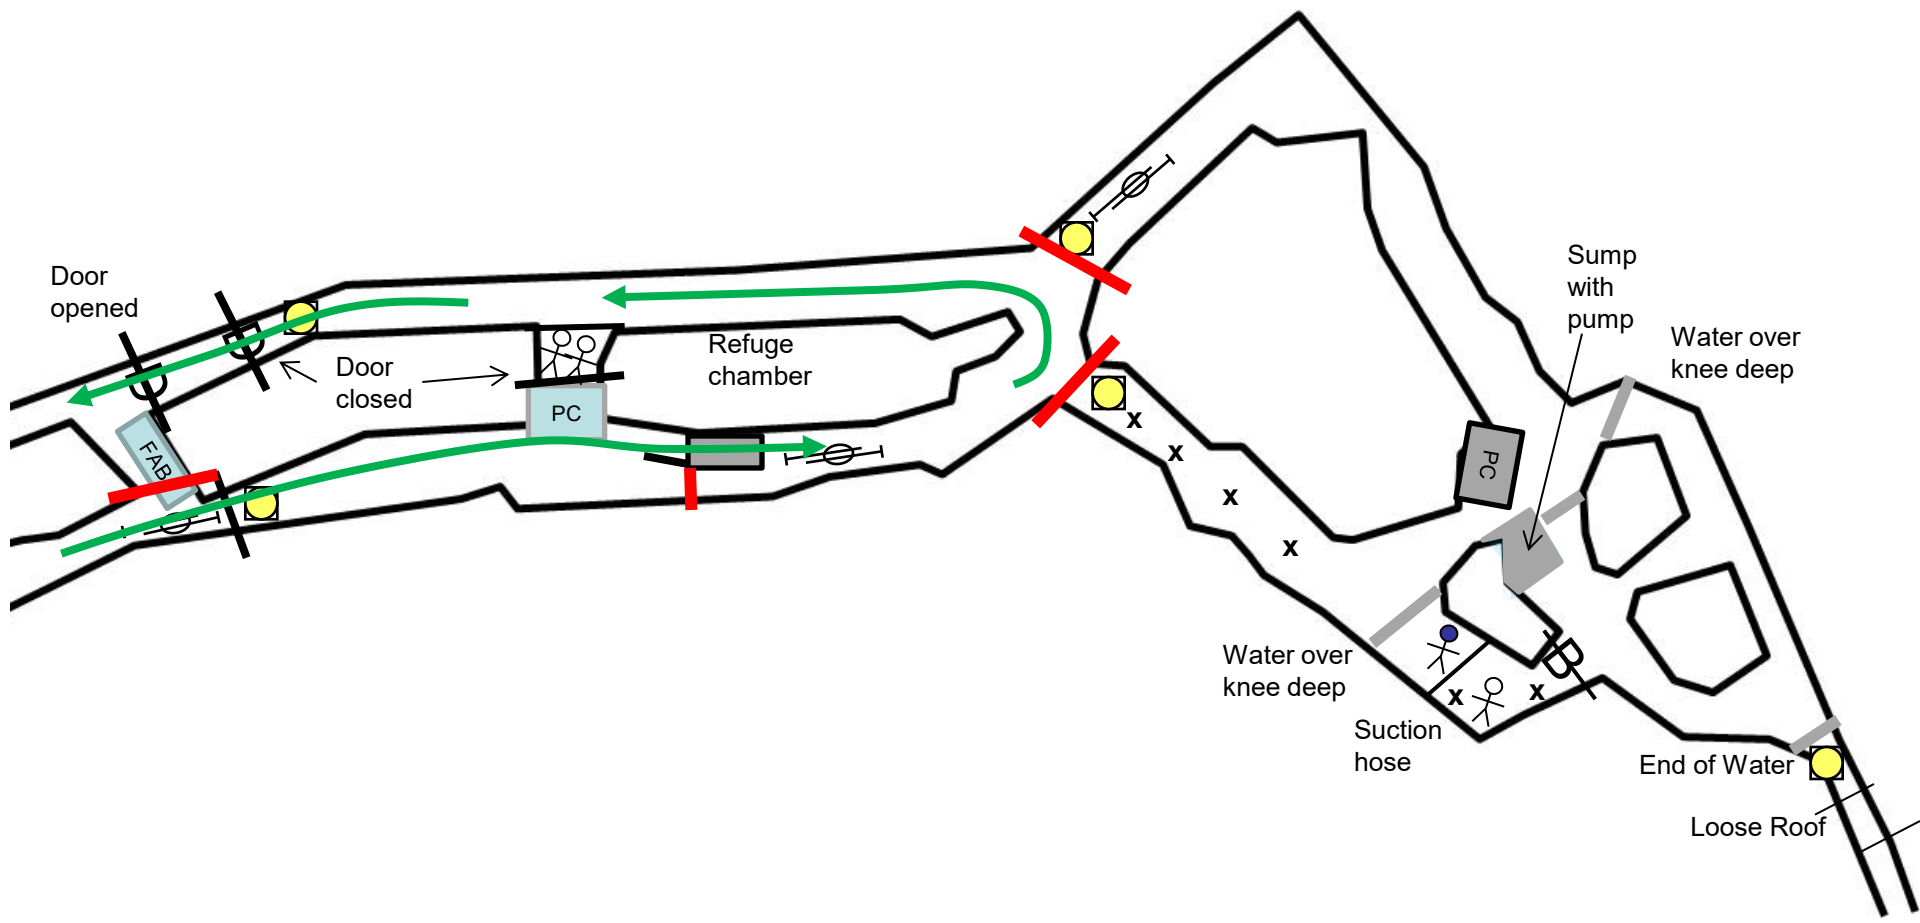 Door
opened
Door
closed
Refuge
chamber
PC
FAB
Sump
with
pump
Water over
knee deep
PC
x
x
x
x
Water over
knee deep
x
x
B
Suction
hose
End of Water
Loose Roof